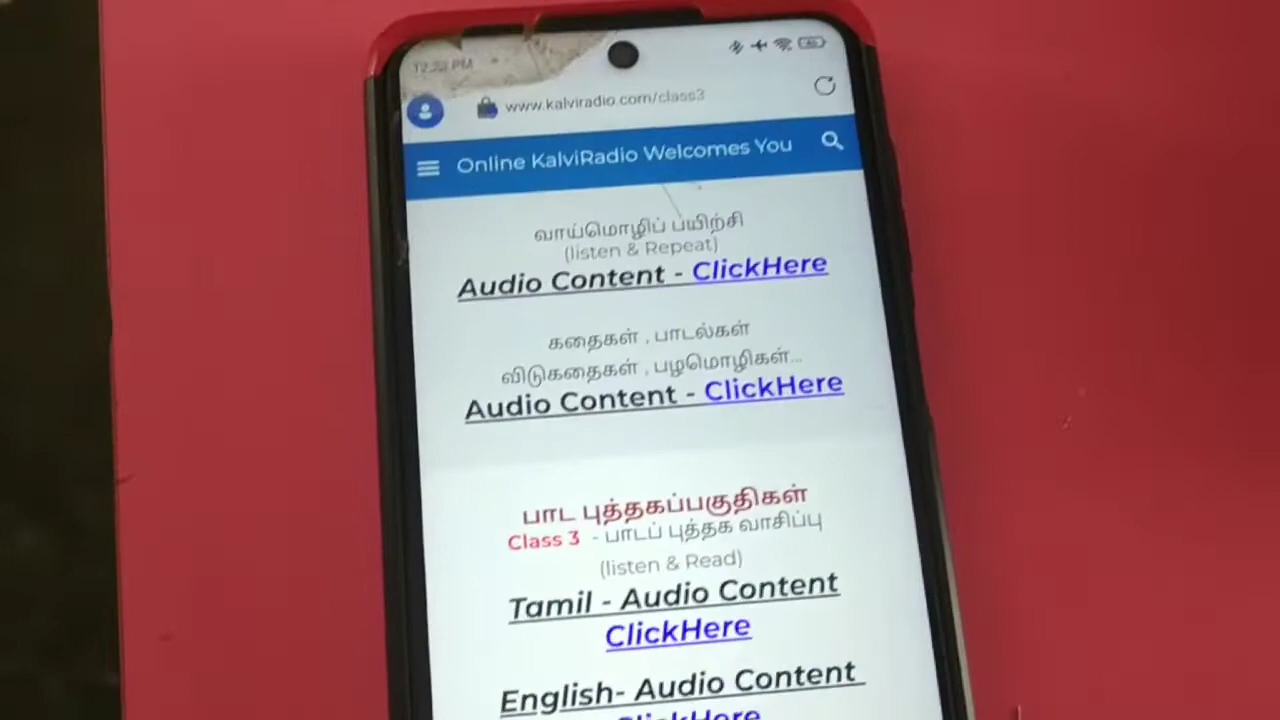 12:33 PM
www.kalviradio.com/class3
Online KalviRadio Welcomes You
வாய்மொழிப் பயிற்சி
(listen & Repeat)
Audio Content - ClickHere
கதைகள் , பாடல்கள்
விடுகதைகள் , பழமொழிகள்...
Audio Content - ClickHere
பாட புத்தகப்பகுதிகள்
Class 3 - பாடப் புத்தக வாசிப்பு
(listen & Read)
Tamil - Audio Content
ClickHere
English- Audio Content
ClickHere